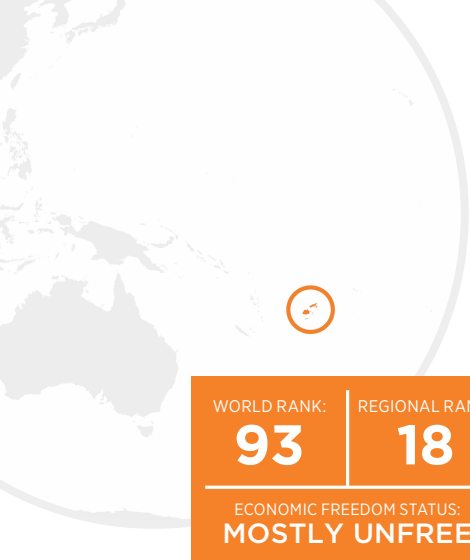 WORLD RANK:
REGIONAL RAN
93
18
ECONOMIC FREEDOM STATUS:
MOSTLY UNFREE